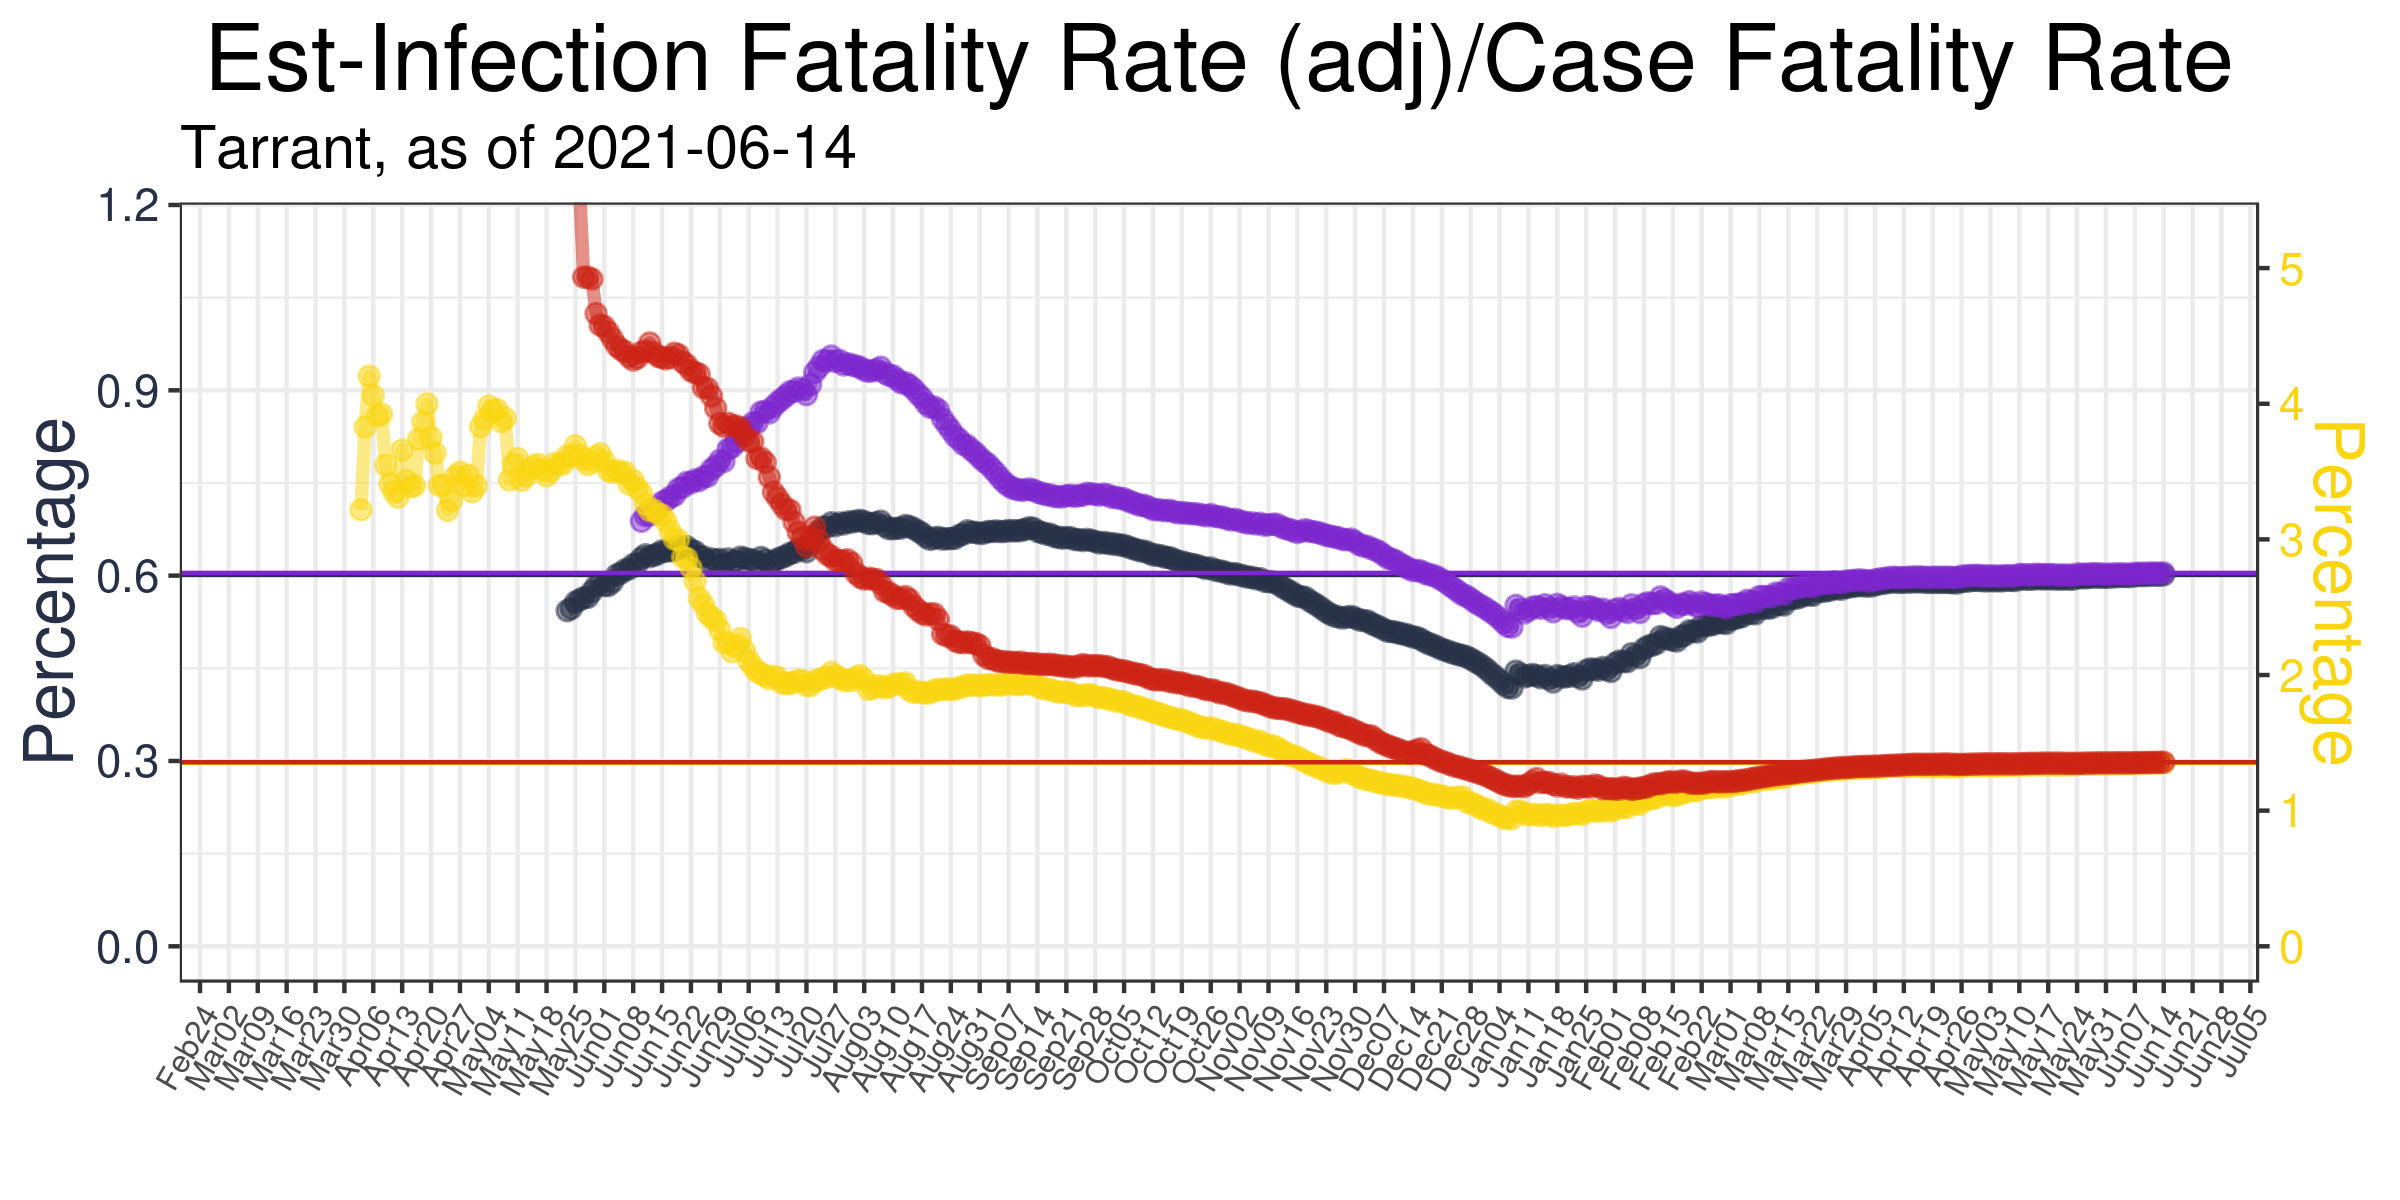 Est-Infection Fatality Rate (adj)/Case Fatality Rate
Tarrant, as of 2021-06-14
Percentage
1.2
0.9
0.6
0.3
0.0
5
4
3
2
1
0
Percentage
Feb24
Mar02
Mar09
Mar16
Mar23
Mar30
Apr06
Apr13
Apr20
Apr27
May04
May11
May18
May25
Jun01
Jun08
Jun15
Jun22
Jun29
Jul06
Jul13
Jul20
Jul27
Aug03
Aug10
Aug17
Aug24
Aug31
Sep07
Sep14
Sep21
Sep28
Oct05
Oct12
Oct19
Oct26
Nov02
Nov09
Nov16
Nov23
Nov30
Dec07
Dec14
Dec21
Dec28
Jan04
Jan11
Jan18
Jan25
Feb01
Feb08
Feb15
Feb22
Mar01
Mar08
Mar15
Mar22
Mar29
Apr05
Apr12
Apr19
Apr26
May03
May10
May17
May24
May31
Jun07
Jun14
Jun21
Jun28
Jul05